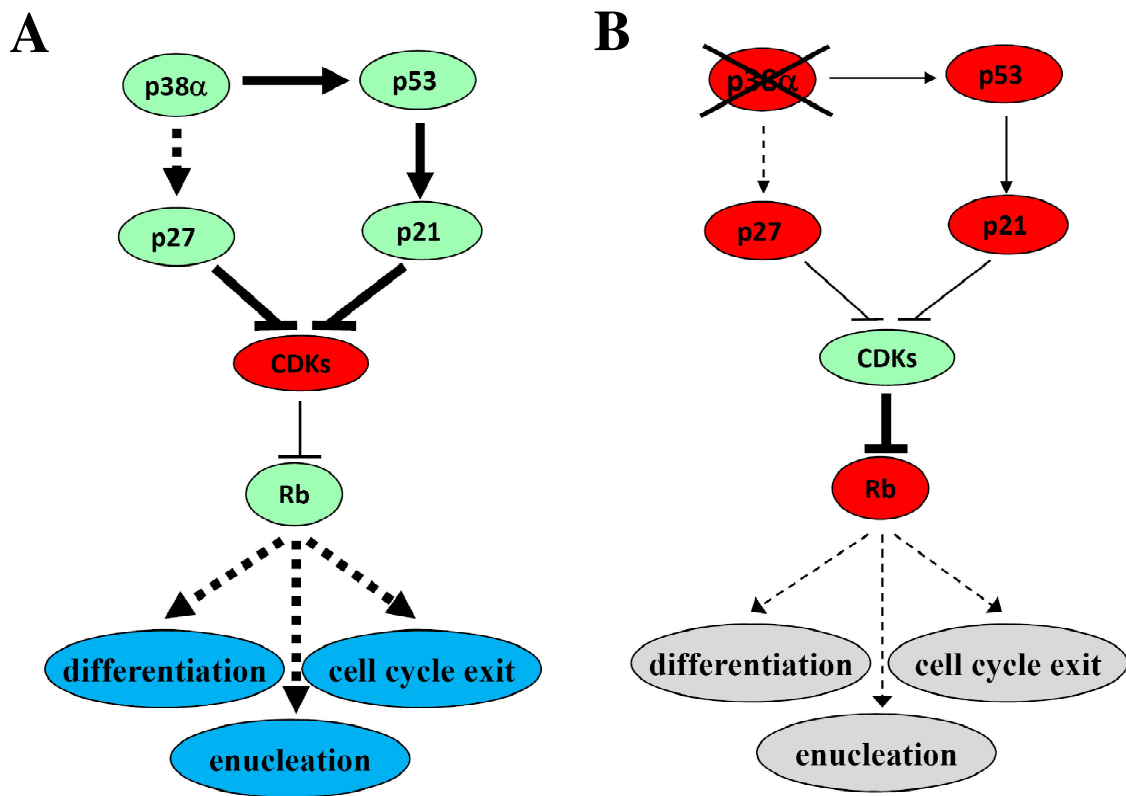 A
p38α
p53
p27
p21
CDKs
Rb
differentiation
cell cycle exit
enucleation
B
p38α
p53
p27
p21
CDKs
Rb
differentiation
cell cycle exit
enucleation